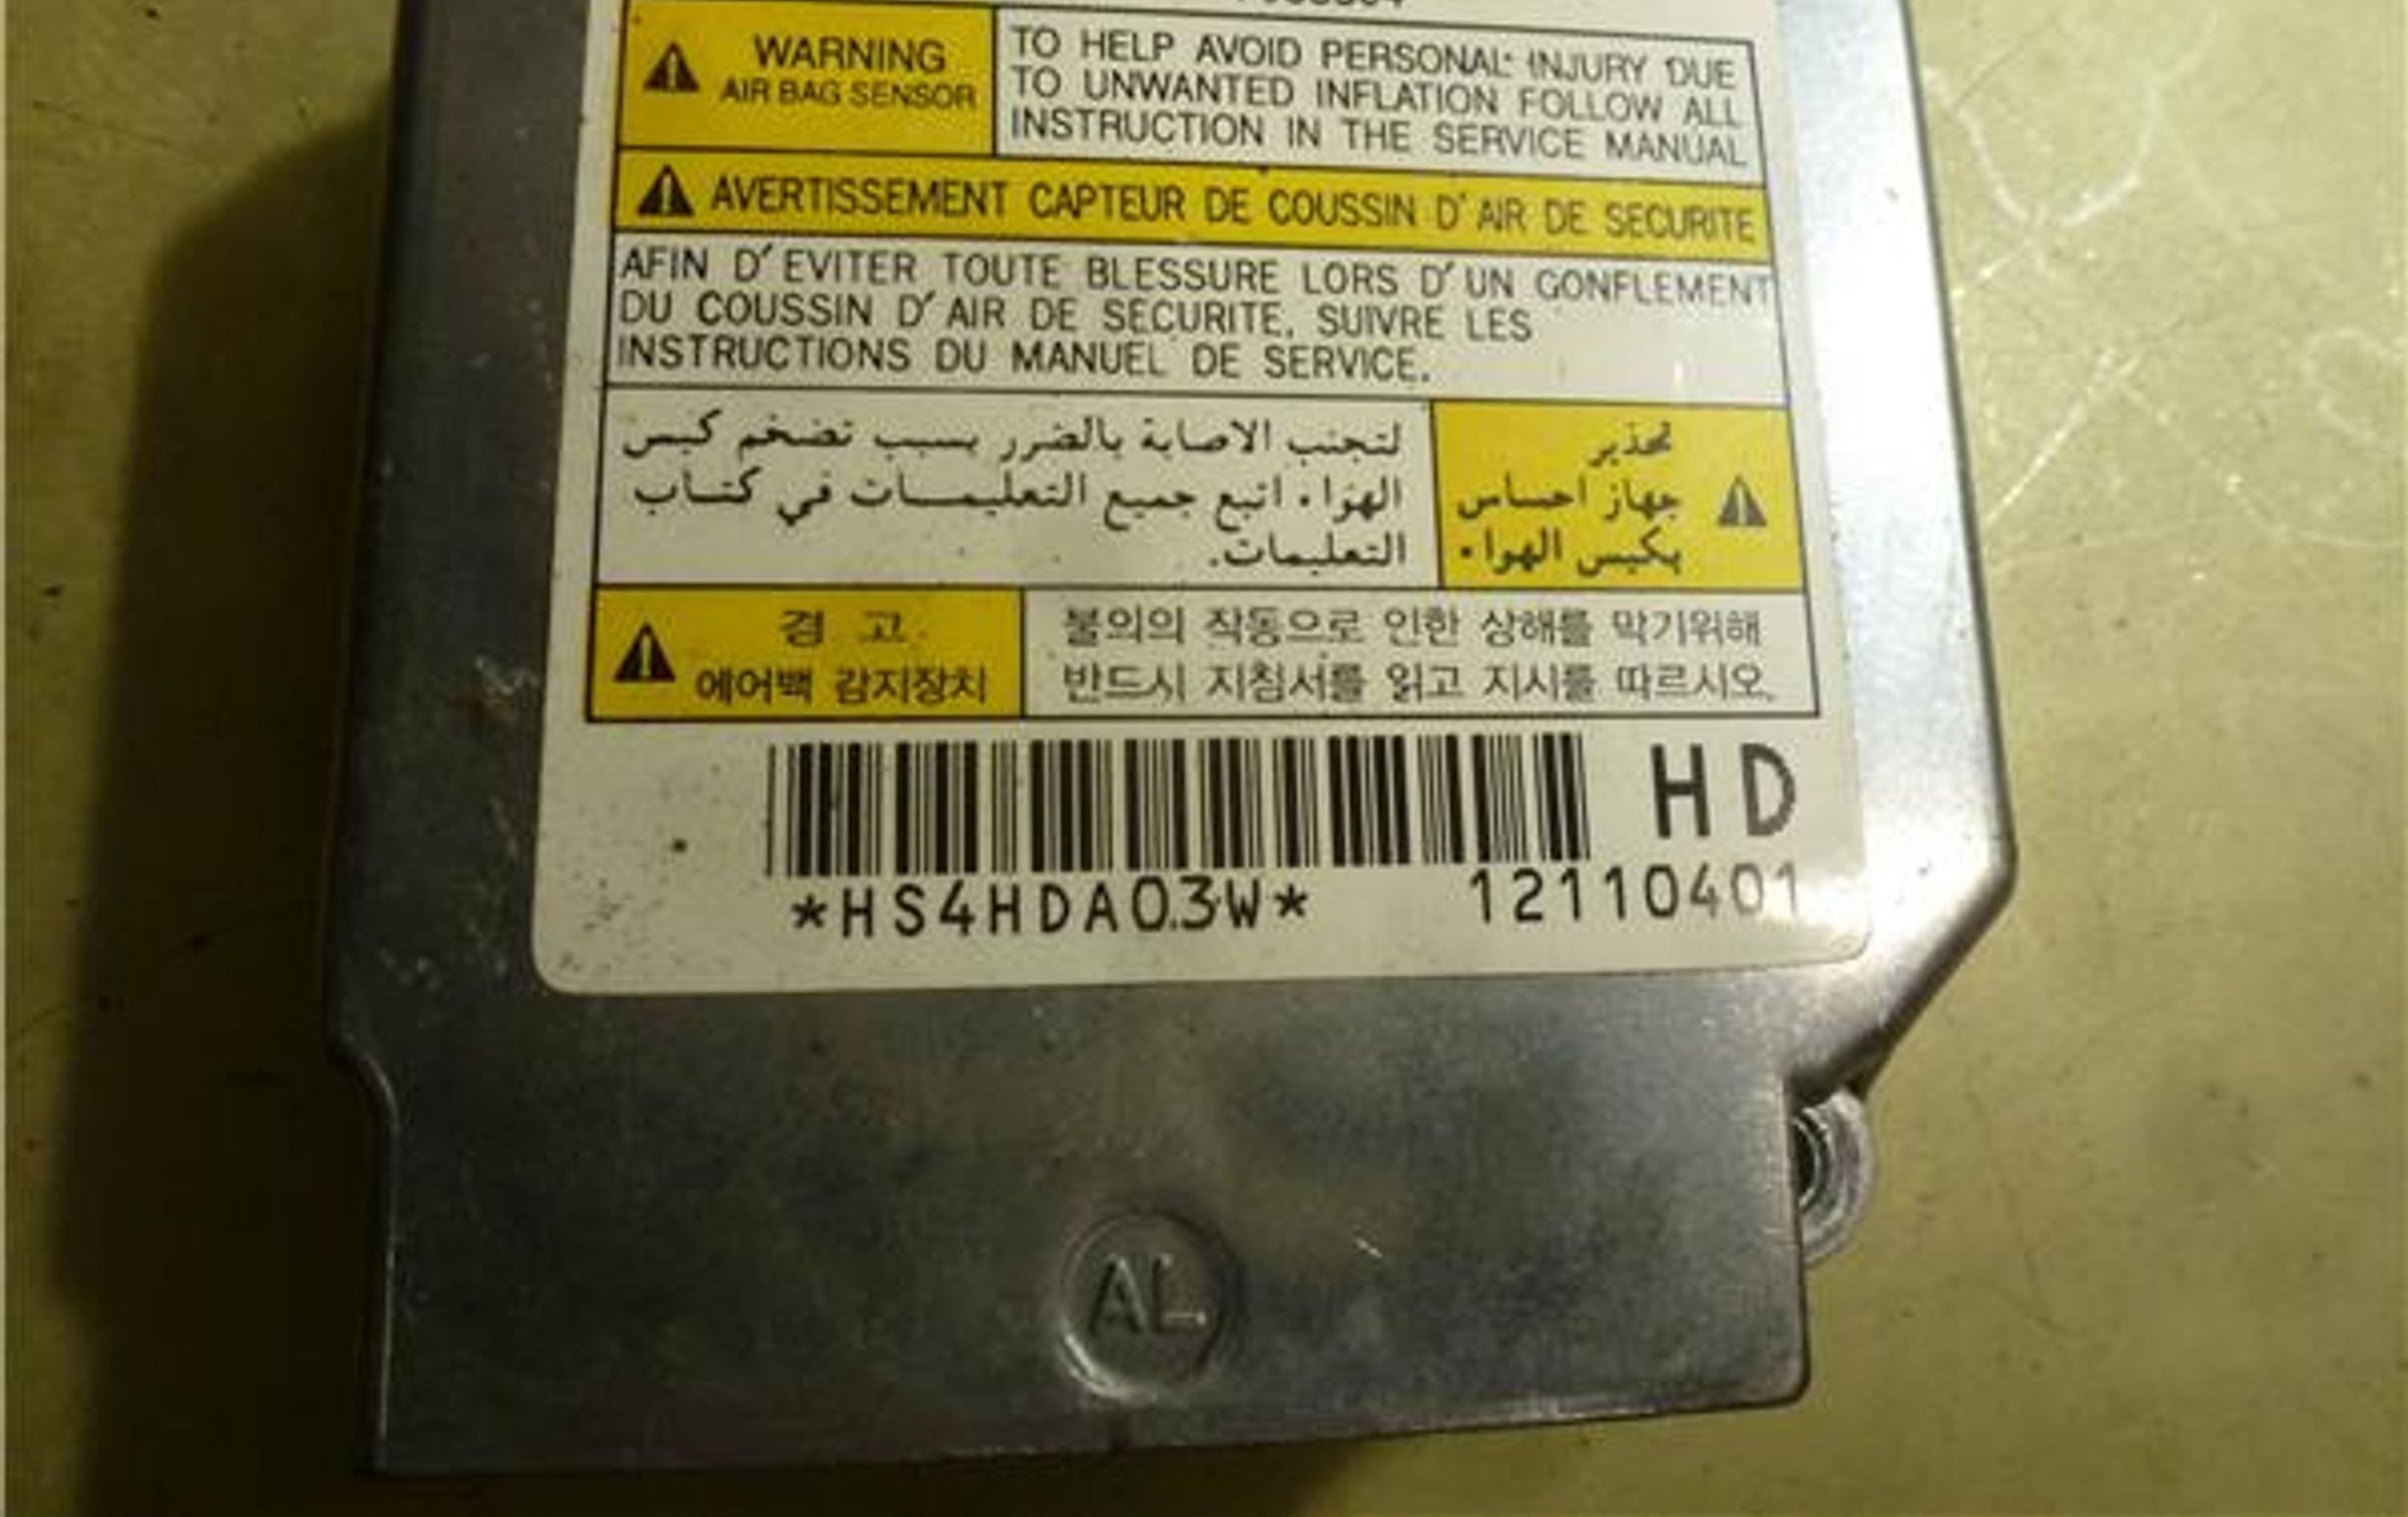 WARNING
AIR BAG SENSOR
TO HELP AVOID PERSONAL INJURY DUE
TO UNWANTED INFLATION FOLLOW ALL
INSTRUCTION IN THE SERVICE MANUAL
AVERTISSEMENT CAPTEUR DE COUSSIN D'AIR DE SECURITE
AFIN D'EVITER TOUTE BLESSURE LORS D'UN GONFLEMENT
DU COUSSIN D'AIR DE SECURITE, SUIVRE LES
INSTRUCTIONS DU MANUEL DE SERVICE.
تحذير
جهاز احساس
بكيس الهواء
لتجنب الاصابة بالضرر بسبب تضخم كيس
الهواء اتبع جميع التعليمات في كتاب
التعليمات.
경 고
에어백 감지장치
불의의 작동으로 인한 상해를 막기위해
반드시 지침서를 읽고 지시를 따르시오.
HD
*HS4HDA03W* 12110401
AL